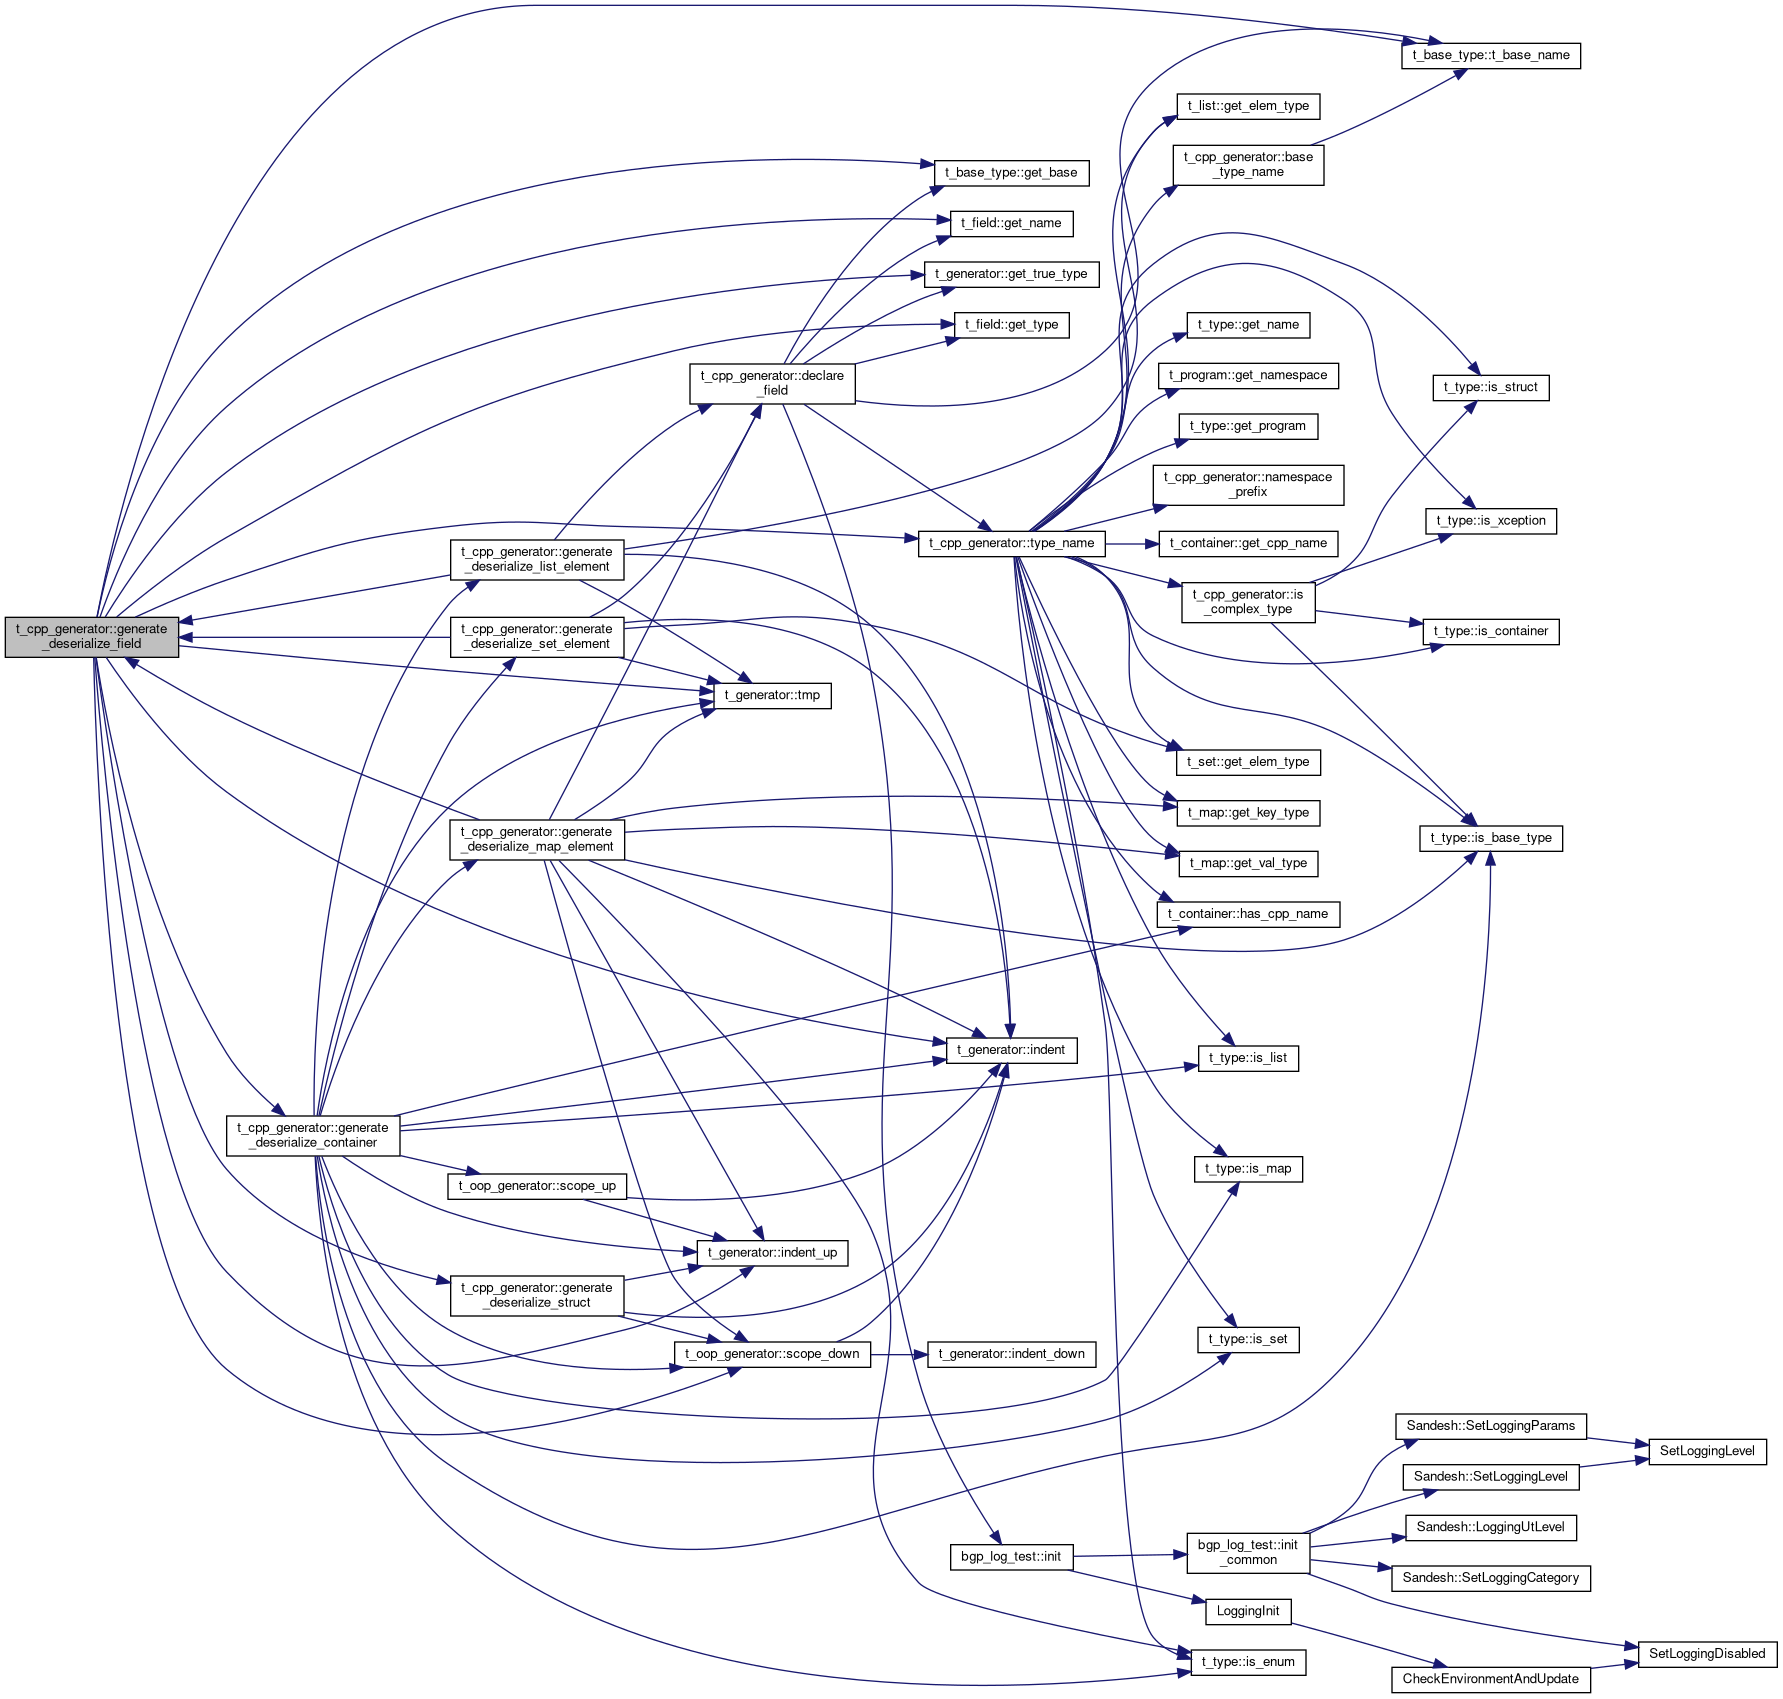 t_base_type::t_base_name
t_list::get_elem_type
t_cpp_generator::base
_type_name
t_base_type::get_base
t_field::get_name
t_generator::get_true_type
t_field::get_type
t_type::get_name
t_program::get_namespace
t_cpp_generator::declare
_field
t_type::is_struct
t_type::get_program
t_cpp_generator::namespace
_prefix
t_type::is_xception
t_cpp_generator::type_name
t_container::get_cpp_name
t_cpp_generator::generate
_deserialize_list_element
t_cpp_generator::is
_complex_type
t_cpp_generator::generate
_deserialize_field
t_cpp_generator::generate
_deserialize_set_element
t_type::is_container
t_generator::tmp
t_set::get_elem_type
t_map::get_key_type
t_cpp_generator::generate
_deserialize_map_element
t_type::is_base_type
t_map::get_val_type
t_container::has_cpp_name
t_generator::indent
t_type::is_list
t_cpp_generator::generate
_deserialize_container
t_type::is_map
t_oop_generator::scope_up
t_generator::indent_up
t_cpp_generator::generate
_deserialize_struct
t_type::is_set
t_oop_generator::scope_down
t_generator::indent_down
Sandesh::SetLoggingParams
SetLoggingLevel
Sandesh::SetLoggingLevel
Sandesh::LoggingUtLevel
bgp_log_test::init
bgp_log_test::init
_common
Sandesh::SetLoggingCategory
LoggingInit
SetLoggingDisabled
t_type::is_enum
CheckEnvironmentAndUpdate